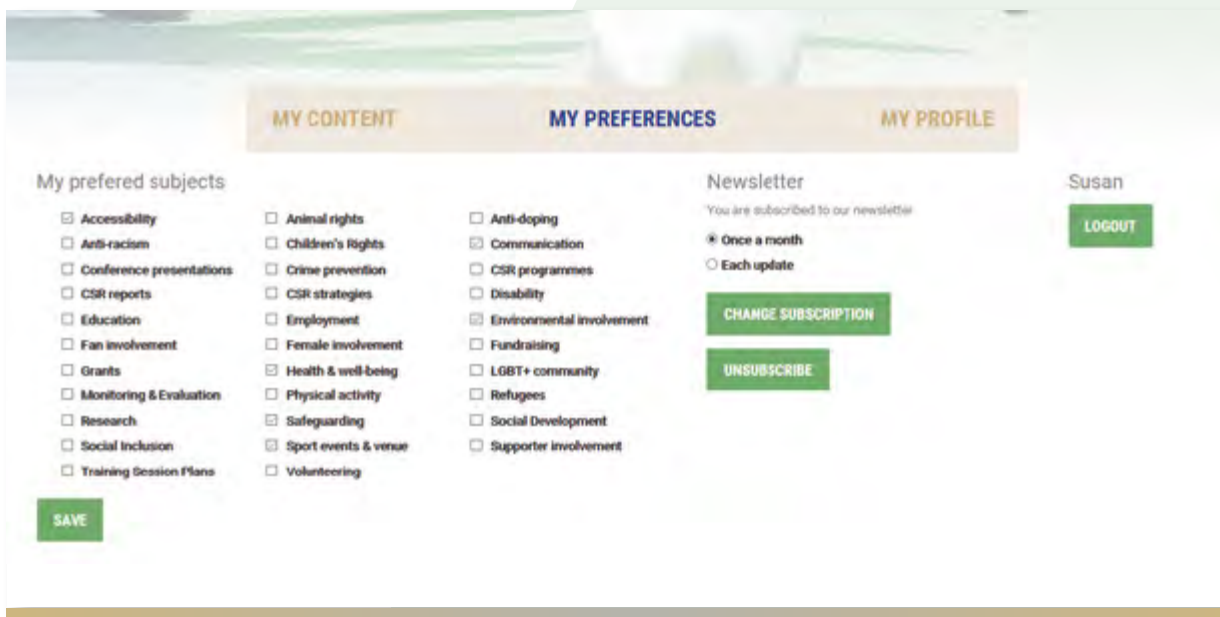 MY CONTENT MY PREFERENCES MY PROFILE
My prefered subjects
Accessibility Animal rights Anti-doping
Anti-racism Children's Rights Communication
Conference presentations Crime prevention CSR programmes
CSR reports CSR strategies Disability
Education Employment Environmental involvement
Fan involvement Female involvement Fundraising
Grants Health & well-being LGBT+ community
Monitoring & Evaluation Physical activity Refugees
Research Safeguarding Social Development
Social Inclusion Sport events & venue Supporter involvement
Training Session Plans Volunteering
SAVE
Newsletter
You are subscribed to our newsletter
Once a month
Each update
CHANGE SUBSCRIPTION
UNSUBSCRIBE
Susan
LOGOUT